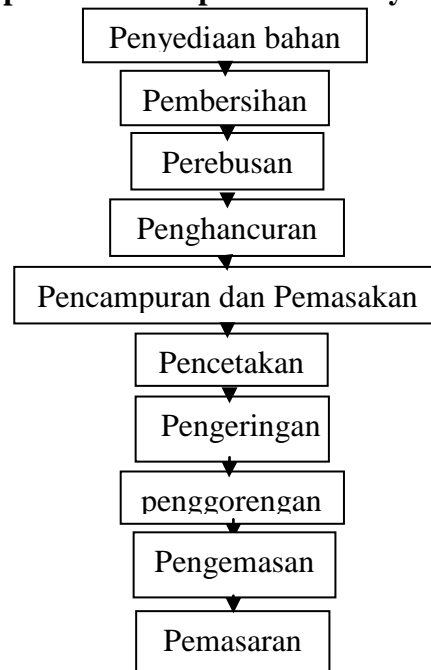 Penyediaan bahan
Pembersihan
Perebusan
Penghancuran
Pencampuran dan Pemasakan
Pencetakan
Pengeringan
penggorengan
Pengemasan
Pemasaran